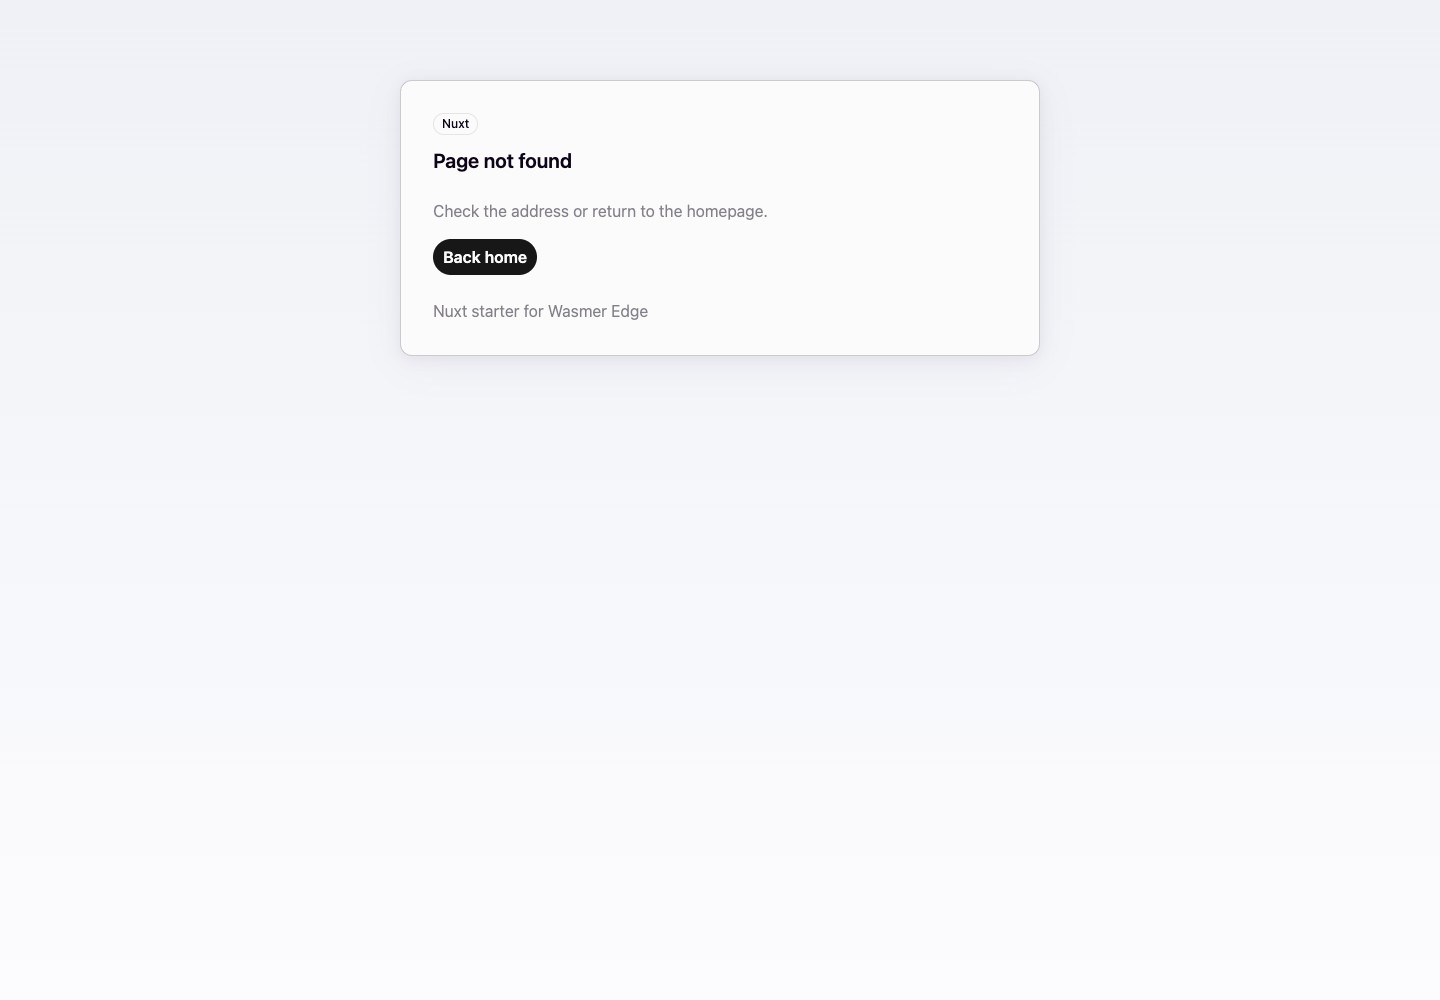 Nuxt
Page not found
Check the address or return to the homepage.
Back home
Nuxt starter for Wasmer Edge